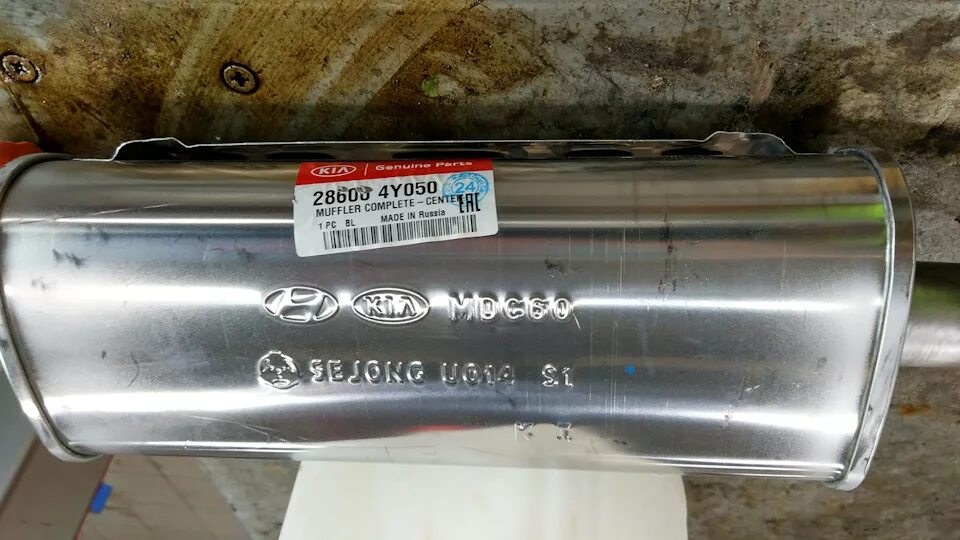 KIA Genuine Parts
28600 4Y050
24
MUFFLER COMPLETE-CENTER
EAC
1 PC BL MADE IN Russia
KIA MDC60
SEJONG U014 S1